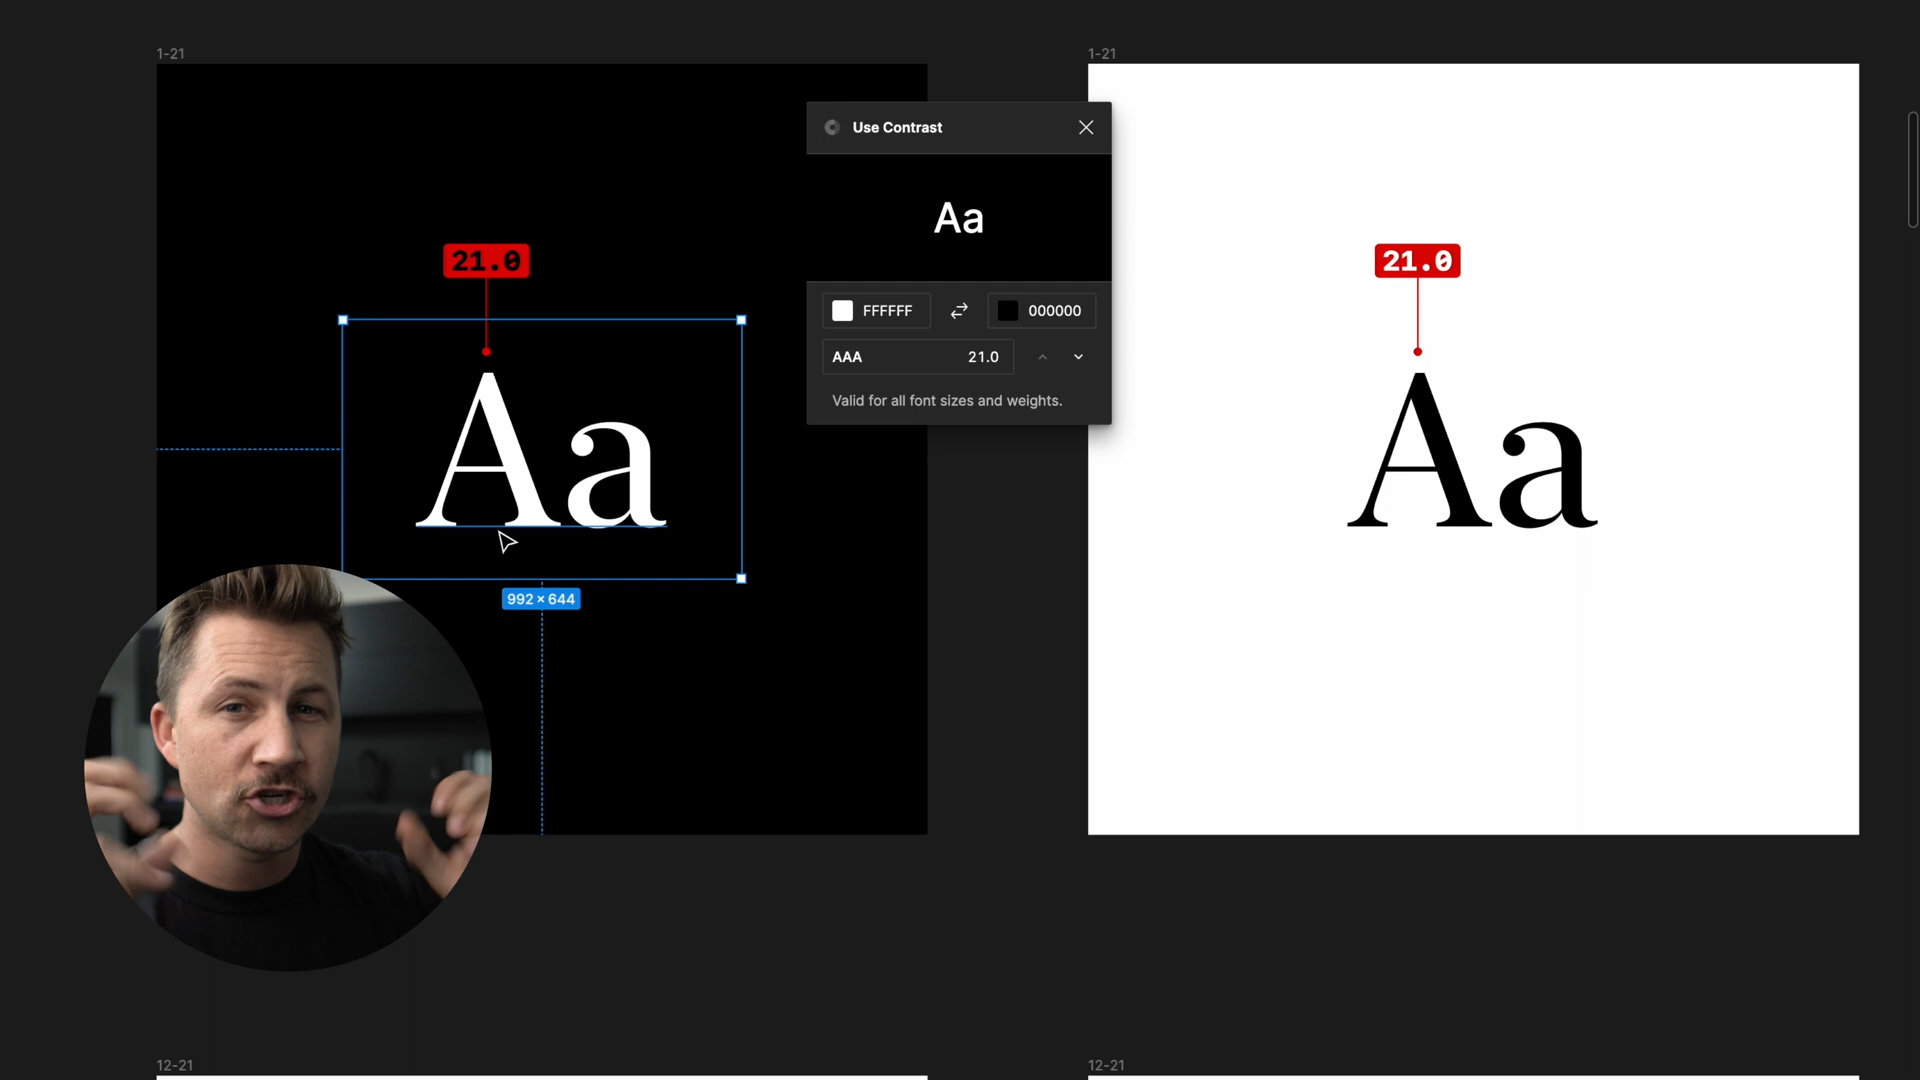 1-21
1-21
Use Contrast
Aa
21.0
21.0
FFFFFF
000000
AAA
21.0
Valid for all font sizes and weights.
Aa
Aa
992 × 644
12-21
12-21